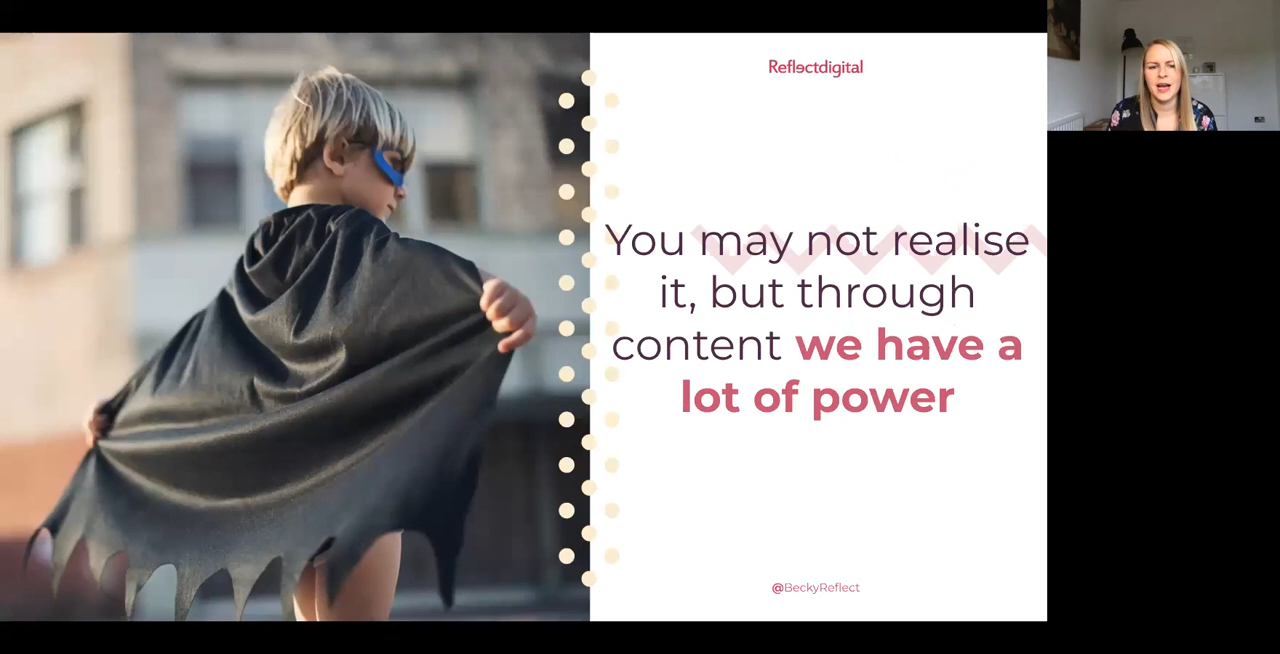 Reflectdigital
You may not realise
it, but through
content we have a
lot of power
@BeckyReflect